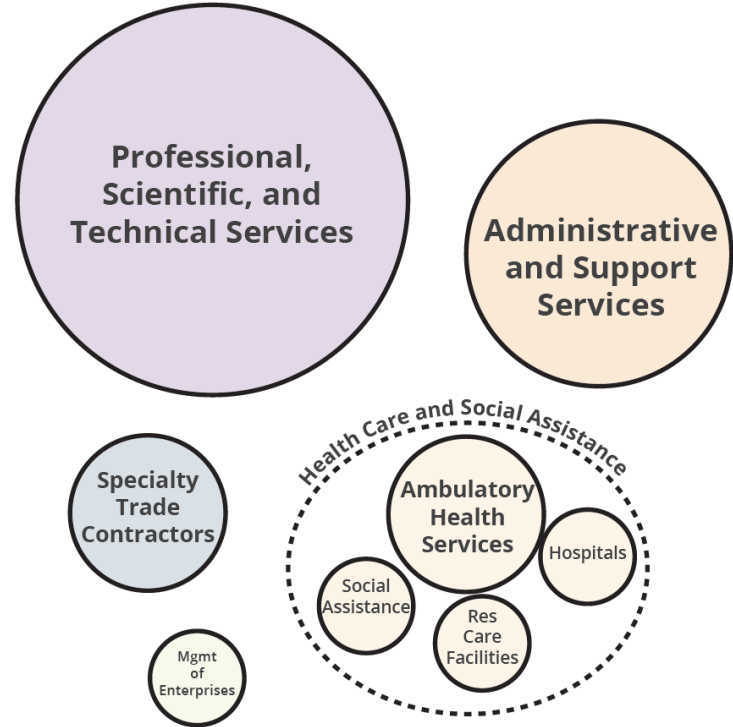 Professional,
Scientific, and
Technical Services
Administrative
and Support
Services
Health Care and Social Assistance
Specialty
Trade
Contractors
Ambulatory
Health
Services
Hospitals
Social
Assistance
Res
Care
Facilities
Mgmt
of
Enterprises